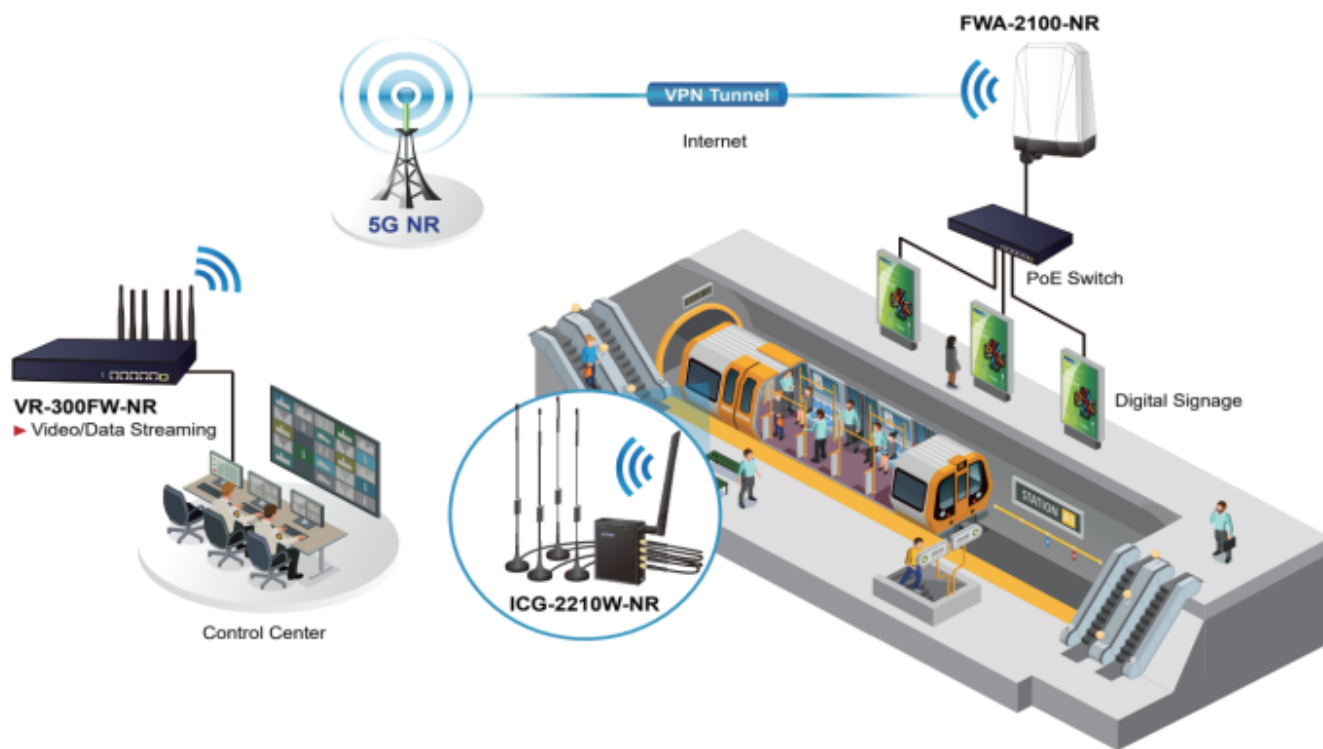 FWA-2100-NR
VPN Tunnel
Internet
5G NR
PoE Switch
VR-300FW-NR
► Video/Data Streaming
Digital Signage
STATION
ICG-2210W-NR
Control Center